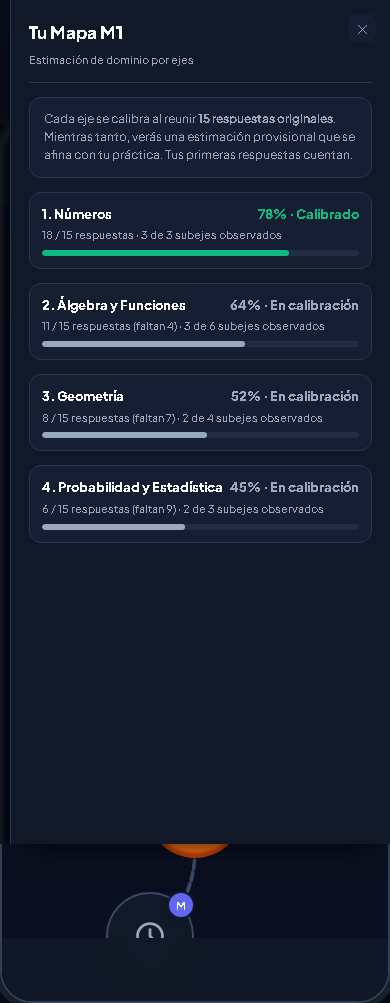 Tu Mapa M1
Estimación de dominio por ejes
Cada eje se calibra al reunir 15 respuestas originales.
Mientras tanto, verás una estimación provisional que se
afina con tu práctica. Tus primeras respuestas cuentan.
1. Números 78% · Calibrado
18 / 15 respuestas · 3 de 3 subejes observados
2. Álgebra y Funciones 64% · En calibración
11 / 15 respuestas (faltan 4) · 3 de 6 subejes observados
3. Geometría 52% · En calibración
8 / 15 respuestas (faltan 7) · 2 de 4 subejes observados
4. Probabilidad y Estadística 45% · En calibración
6 / 15 respuestas (faltan 9) · 2 de 3 subejes observados
M